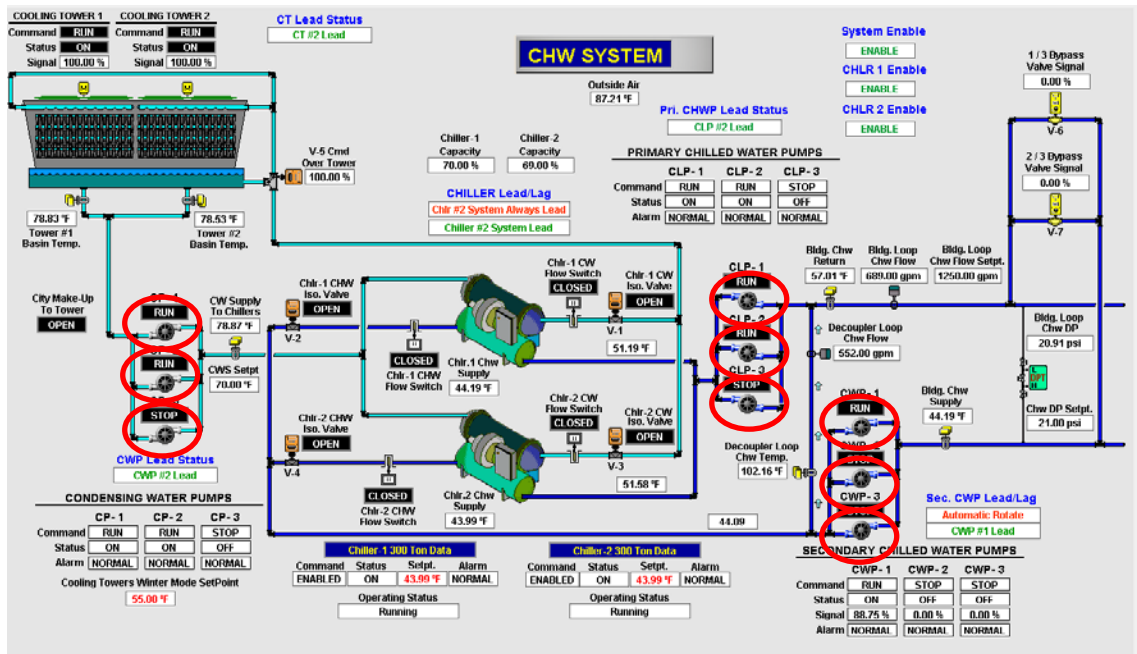 COOLING TOWER 1
Command RUN
Status ON
Signal 100.00 %
COOLING TOWER 2
Command RUN
Status ON
Signal 100.00 %
CT Lead Status
CT #2 Lead
CHW SYSTEM
Outside Air
87.21 °F
System Enable
ENABLE
CHLR 1 Enable
ENABLE
CHLR 2 Enable
ENABLE
1 / 3 Bypass
Valve Signal
0.00 %
V-6
2 / 3 Bypass
Valve Signal
0.00 %
V-7
M
M
V-5 Cmd
Over Tower
100.00 %
Chiller-1
Capacity
70.00 %
Chiller-2
Capacity
69.00 %
CHILLER Lead/Lag
Chlr #2 System Always Lead
Chiller #2 System Lead
Pri. CHWP Lead Status
CLP #2 Lead
PRIMARY CHILLED WATER PUMPS
CLP- 1 CLP- 2 CLP- 3
Command RUN RUN STOP
Status ON ON OFF
Alarm NORMAL NORMAL NORMAL
78.83 °F
Tower #1
Basin Temp.
78.53 °F
Tower #2
Basin Temp.
City Make-Up
To Tower
OPEN
RUN
RUN
STOP
CW Supply
To Chillers
78.87 °F
CWS Setpt
70.00 °F
CWP Lead Status
CWP #2 Lead
Chlr-1 CHW
Iso. Valve
OPEN
V-2
CLOSED
Chlr-1 CHW
Flow Switch
Chlr.1 Chw
Supply
44.19 °F
Chlr-1 CW
Flow Switch
CLOSED
Chlr-1 CW
Iso. Valve
OPEN
V-1
51.19 °F
Chlr-2 CHW
Iso. Valve
OPEN
V-4
CLOSED
Chlr-2 CHW
Flow Switch
Chlr.2 Chw
Supply
43.99 °F
Chlr-2 CW
Flow Switch
CLOSED
Chlr-2 CW
Iso. Valve
OPEN
V-3
51.58 °F
CLP- 1
RUN
CLP- 2
RUN
CLP- 3
STOP
Bldg. Chw
Return
57.01 °F
Bldg. Loop
Chw Flow
689.00 gpm
Bldg. Loop
Chw Flow Setpt.
1250.00 gpm
Decoupler Loop
Chw Flow
552.00 gpm
Decoupler Loop
Chw Temp.
102.16 °F
44.09
CWP- 1
RUN
CWP- 3
Bldg. Chw
Supply
44.19 °F
Bldg. Loop
Chw DP
20.91 psi
L
DPT
H
Chw DP Setpt.
21.00 psi
Sec. CWP Lead/Lag
Automatic Rotate
CWP #1 Lead
CONDENSING WATER PUMPS
CP- 1 CP- 2 CP- 3
Command RUN RUN STOP
Status ON ON OFF
Alarm NORMAL NORMAL NORMAL
Cooling Towers Winter Mode SetPoint
55.00 °F
Chiller-1 300 Ton Data
Command Status Setpt. Alarm
ENABLED ON 43.99 °F NORMAL
Operating Status
Running
Chiller-2 300 Ton Data
Command Status Setpt. Alarm
ENABLED ON 43.99 °F NORMAL
Operating Status
Running
SECONDARY CHILLED WATER PUMPS
CWP- 1 CWP- 2 CWP- 3
Command RUN STOP STOP
Status ON OFF OFF
Signal 88.75 % 0.00 % 0.00 %
Alarm NORMAL NORMAL NORMAL